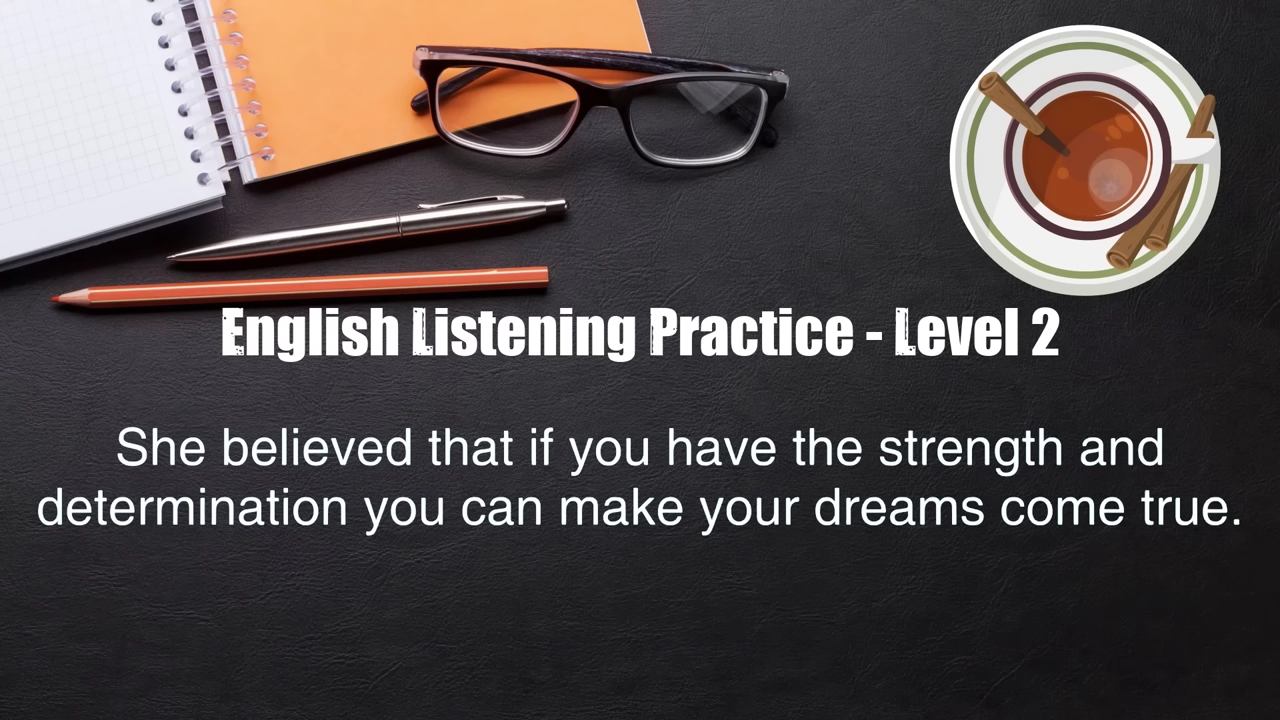 English Listening Practice - Level 2
She believed that if you have the strength and
determination you can make your dreams come true.